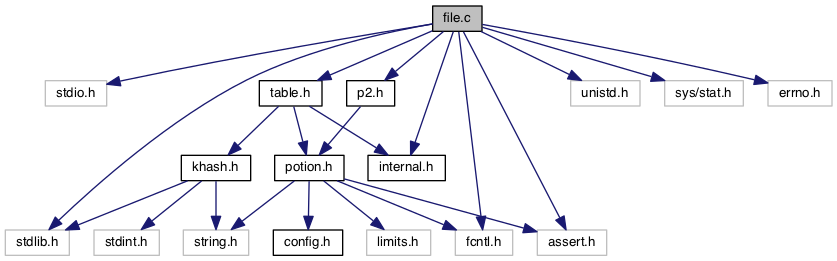 file.c
stdio.h
table.h
p2.h
unistd.h
sys/stat.h
errno.h
khash.h
potion.h
internal.h
stdlib.h
stdint.h
string.h
config.h
limits.h
fcntl.h
assert.h